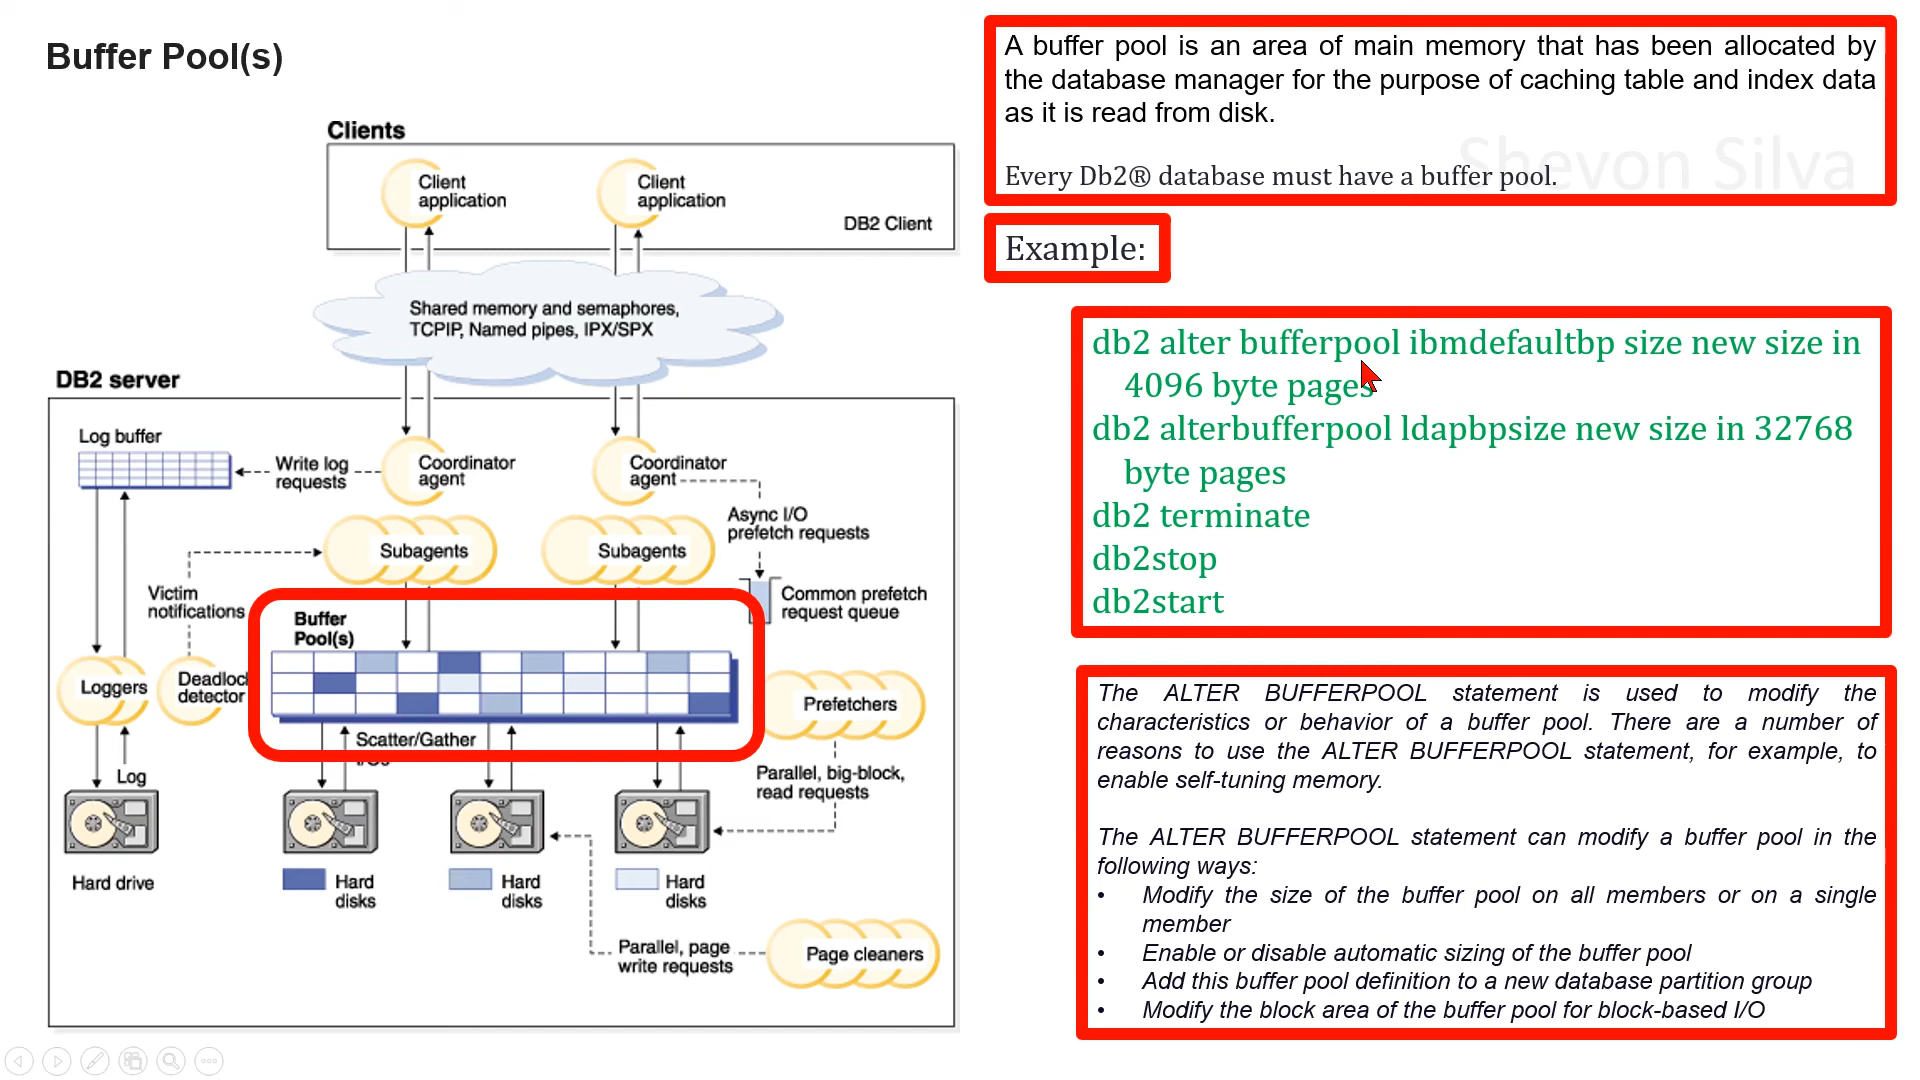 Buffer Pool(s)
Clients
Client
application
Client
application
DB2 Client
Shared memory and semaphores,
TCPIP, Named pipes, IPX/SPX
DB2 server
Log buffer
Write log
requests
Coordinator
agent
Coordinator
agent
Async I/O
prefetch requests
Subagents
Subagents
Victim
notifications
Common prefetch
request queue
Buffer
Pool(s)
Loggers
Deadlock
detector
Prefetchers
Scatter/Gather
I/Os
Log
Parallel, big-block,
read requests
Hard drive
Hard
disks
Hard
disks
Hard
disks
Parallel, page
write requests
Page cleaners
A buffer pool is an area of main memory that has been allocated by
the database manager for the purpose of caching table and index data
as it is read from disk.
Shevon Silva
Every Db2® database must have a buffer pool.
Example:
db2 alter bufferpool ibmdefaultbp size new size in
4096 byte pages
db2 alterbufferpool ldapbpsize new size in 32768
byte pages
db2 terminate
db2stop
db2start
The ALTER BUFFERPOOL statement is used to modify the
characteristics or behavior of a buffer pool. There are a number of
reasons to use the ALTER BUFFERPOOL statement, for example, to
enable self-tuning memory.
The ALTER BUFFERPOOL statement can modify a buffer pool in the
following ways:
• Modify the size of the buffer pool on all members or on a single
member
• Enable or disable automatic sizing of the buffer pool
• Add this buffer pool definition to a new database partition group
• Modify the block area of the buffer pool for block-based I/O